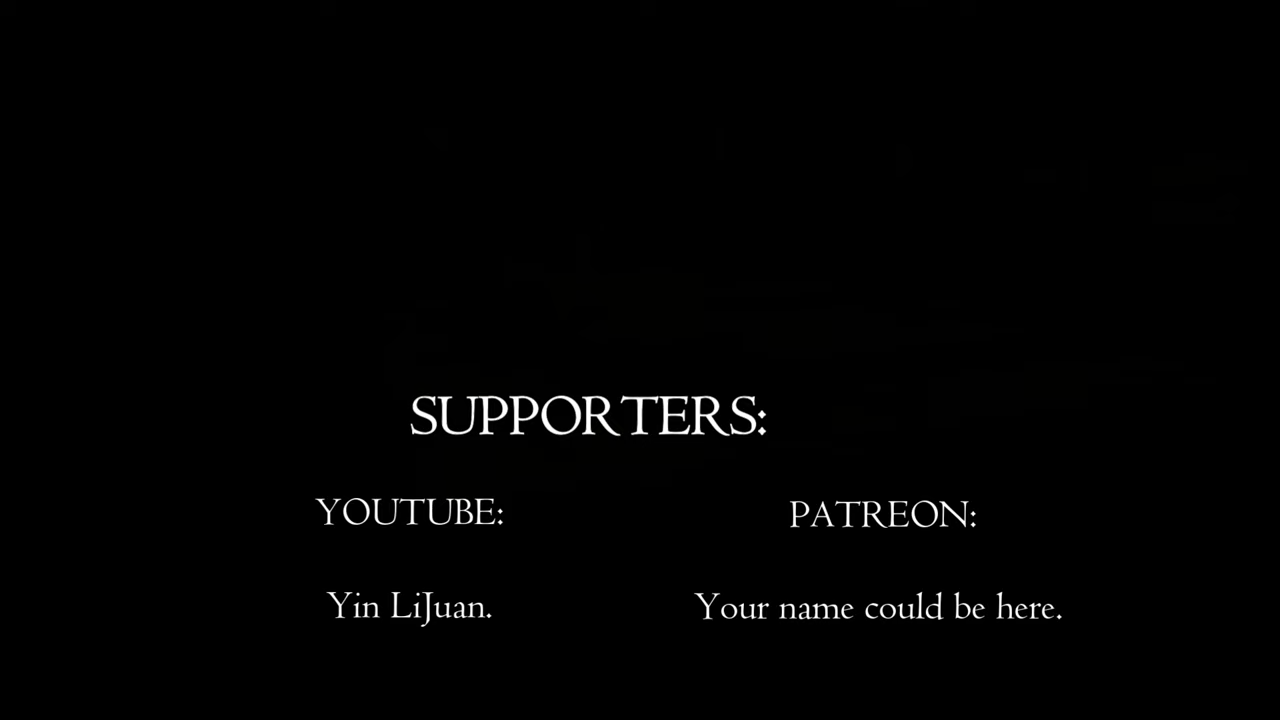 SUPPORTERS:
YOUTUBE:
PATREON:
Yin LiJuan.
Your name could be here.